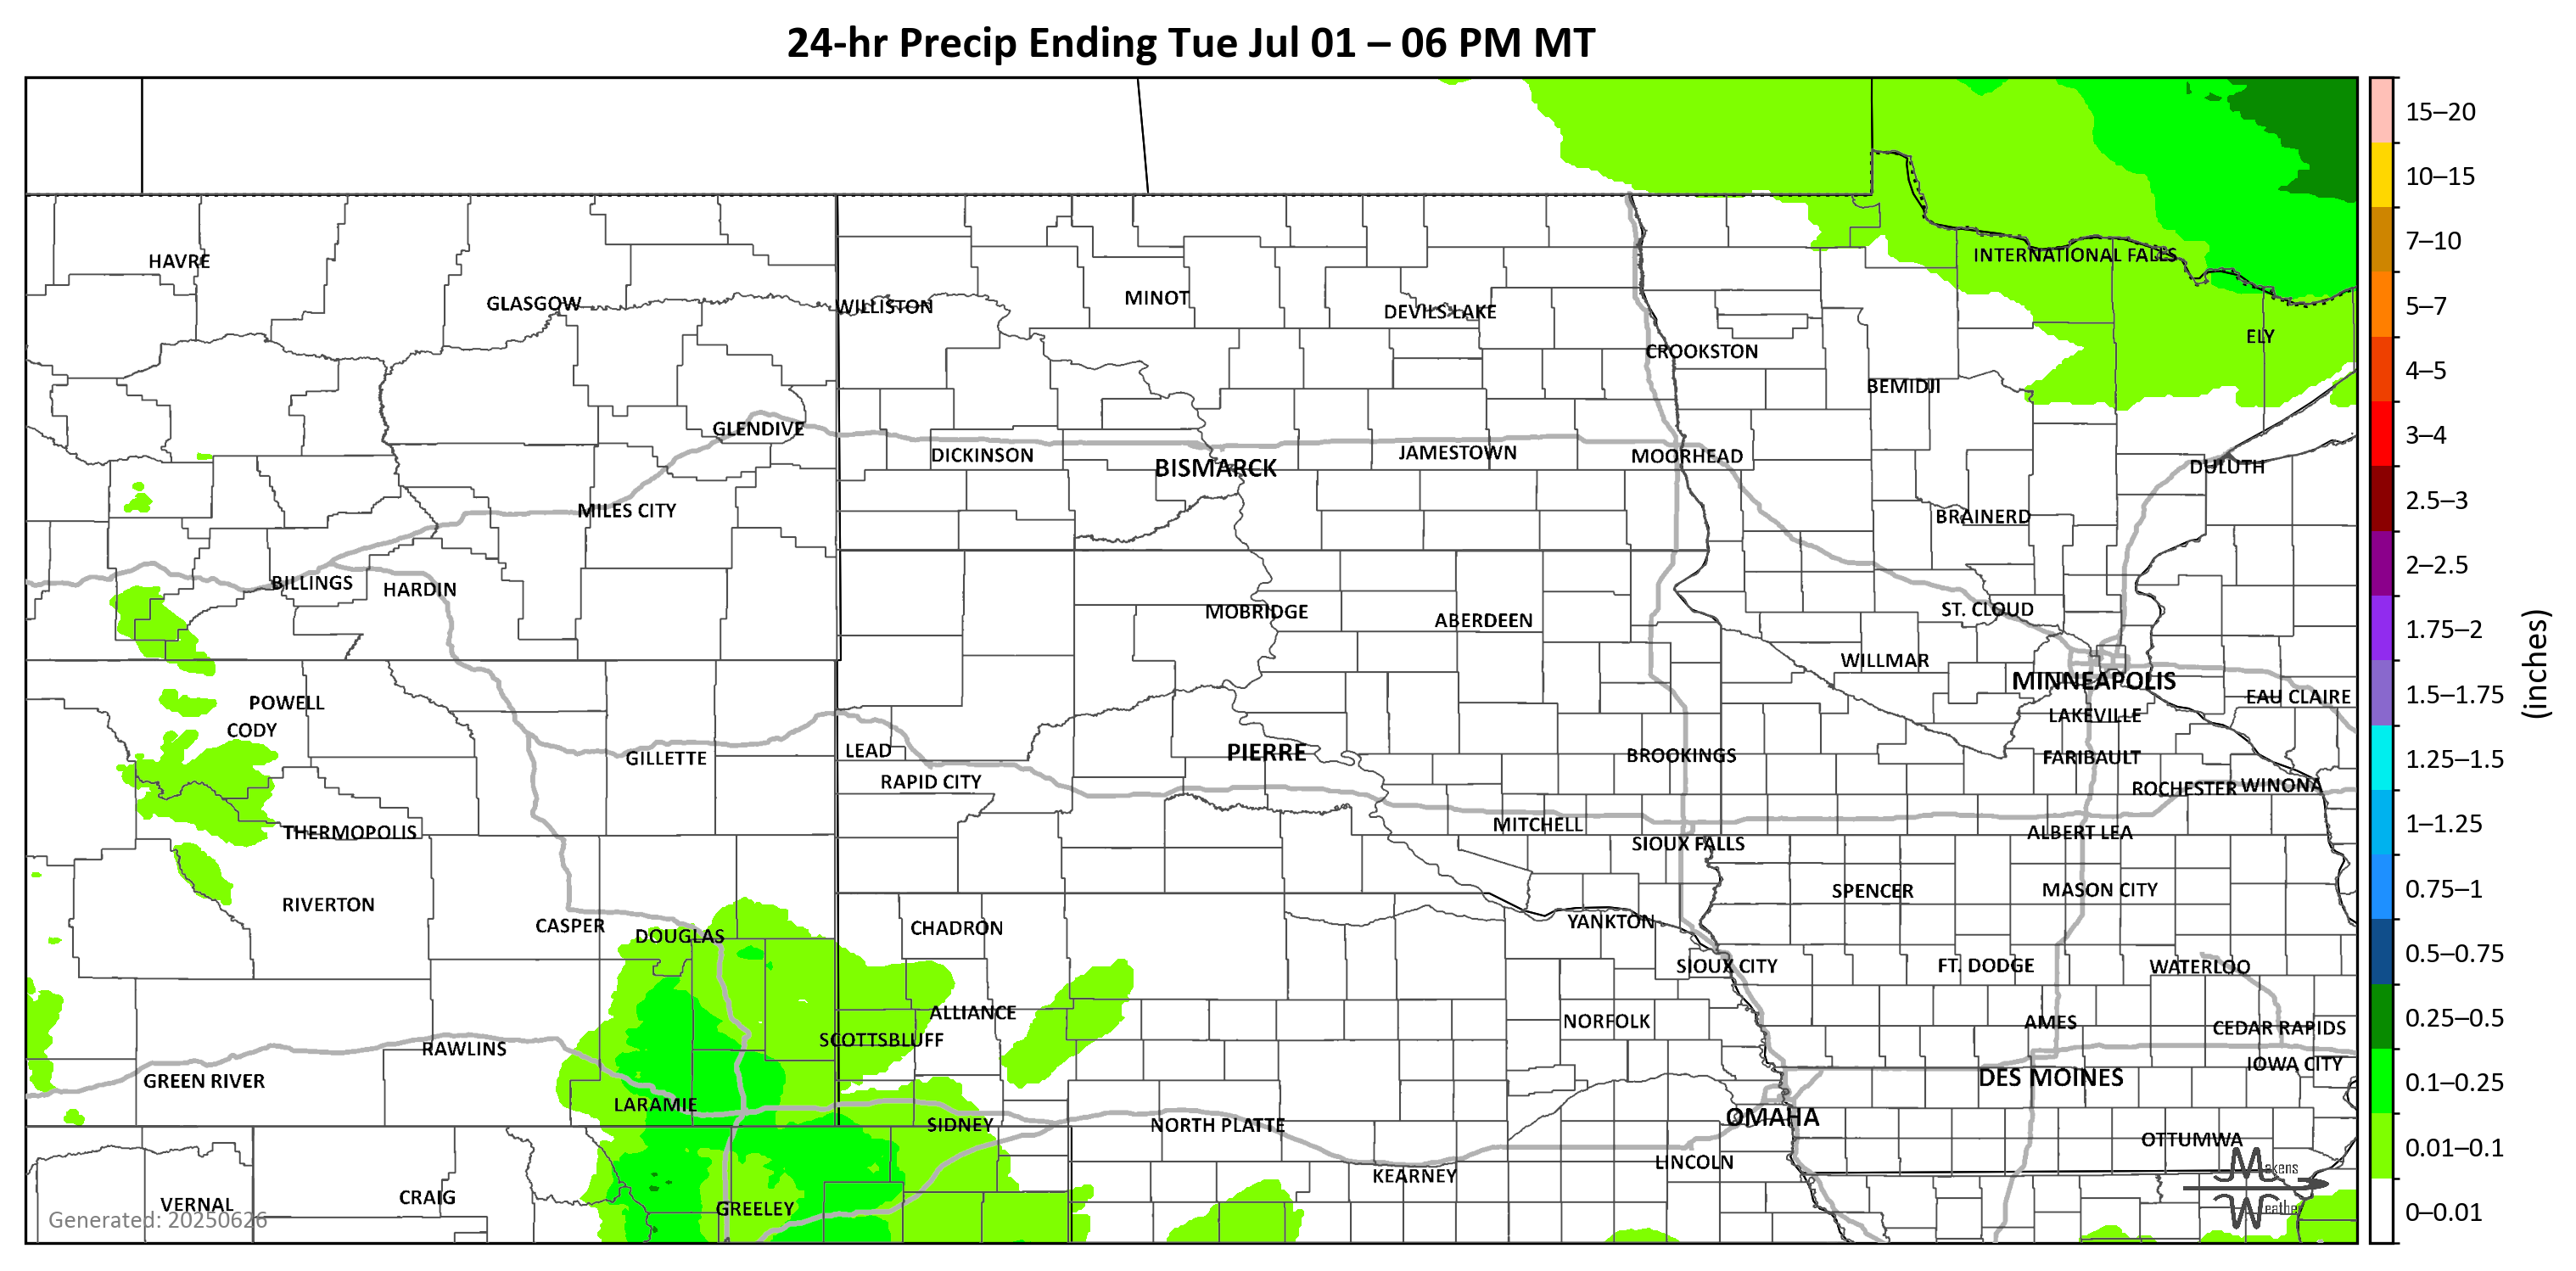 24-hr Precip Ending Tue Jul 01 – 06 PM MT
15–20
10–15
7–10
5–7
4–5
3–4
2.5–3
2–2.5
1.75–2
1.5–1.75
1.25–1.5
1–1.25
0.75–1
0.5–0.75
0.25–0.5
0.1–0.25
0.01–0.1
0–0.01
(inches)
HAVRE
GLASGOW
WILLISTON
MINOT
DEVILS LAKE
INTERNATIONAL FALLS
ELY
CROOKSTON
BEMIDJI
GLENDIVE
DICKINSON
BISMARCK
JAMESTOWN
MOORHEAD
DULUTH
MILES CITY
BRAINERD
BILLINGS
HARDIN
MOBRIDGE
ABERDEEN
ST. CLOUD
WILLMAR
MINNEAPOLIS
EAU CLAIRE
POWELL
CODY
LAKEVILLE
GILLETTE
LEAD
RAPID CITY
PIERRE
BROOKINGS
FARIBAULT
ROCHESTER
WINONA
THERMOPOLIS
MITCHELL
SIOUX FALLS
ALBERT LEA
RIVERTON
SPENCER
MASON CITY
CASPER
DOUGLAS
CHADRON
YANKTON
SIOUX CITY
FT. DODGE
WATERLOO
ALLIANCE
SCOTTSBLUFF
NORFOLK
AMES
CEDAR RAPIDS
RAWLINS
GREEN RIVER
IOWA CITY
DES MOINES
LARAMIE
SIDNEY
NORTH PLATTE
OMAHA
OTTUMWA
KEARNEY
LINCOLN
VERNAL
CRAIG
GREELEY
Generated: 20250626
Makens
Weather